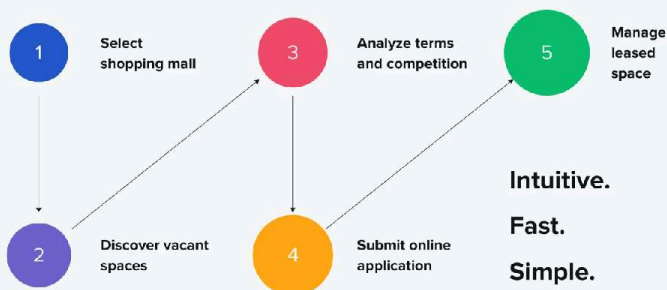 1
Select
shopping mall
2
Discover vacant
spaces
3
Analyze terms
and competition
4
Submit online
application
5
Manage
leased
space
Intuitive.
Fast.
Simple.